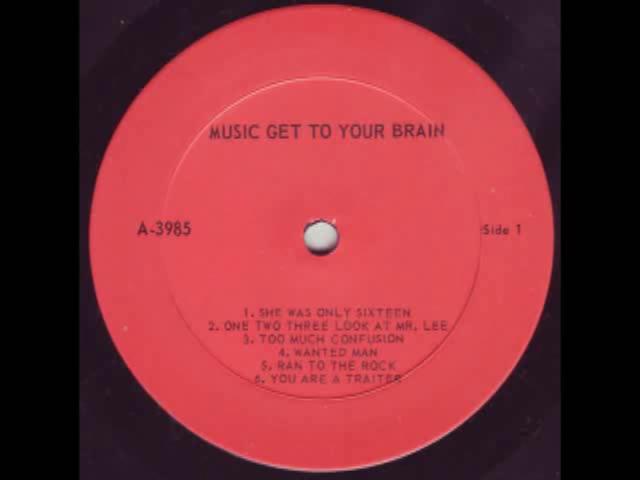 MUSIC GET TO YOUR BRAIN
A-3985
Side 1
1. SHE WAS ONLY SIXTEEN
2. ONE TWO THREE LOOK AT MR. LEE
3. TOO MUCH CONFUSION
4. WANTED MAN
5. RAN TO THE ROCK
6. YOU ARE A TRAITER